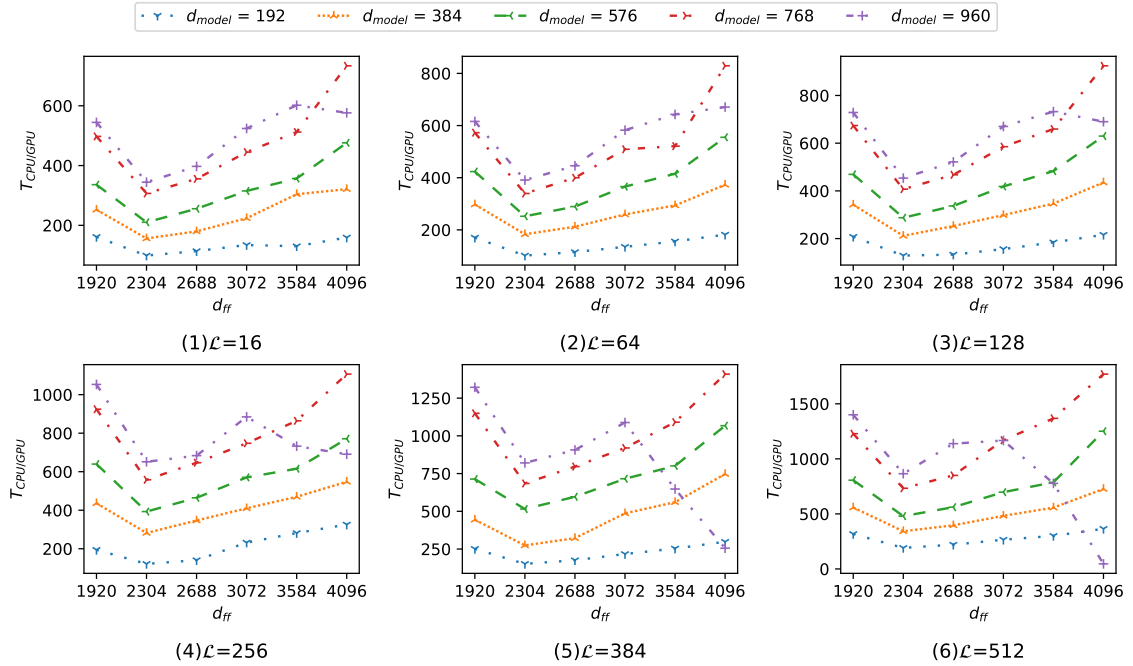 d_model = 192 d_model = 384 d_model = 576 d_model = 768 d_model = 960
T_CPU/GPU
600
400
200
1920 2304 2688 3072 3584 4096
d_ff
(1)ℒ=16
T_CPU/GPU
800
600
400
200
1920 2304 2688 3072 3584 4096
d_ff
(2)ℒ=64
T_CPU/GPU
800
600
400
200
1920 2304 2688 3072 3584 4096
d_ff
(3)ℒ=128
T_CPU/GPU
1000
800
600
400
200
1920 2304 2688 3072 3584 4096
d_ff
(4)ℒ=256
T_CPU/GPU
1250
1000
750
500
250
1920 2304 2688 3072 3584 4096
d_ff
(5)ℒ=384
T_CPU/GPU
1500
1000
500
0
1920 2304 2688 3072 3584 4096
d_ff
(6)ℒ=512